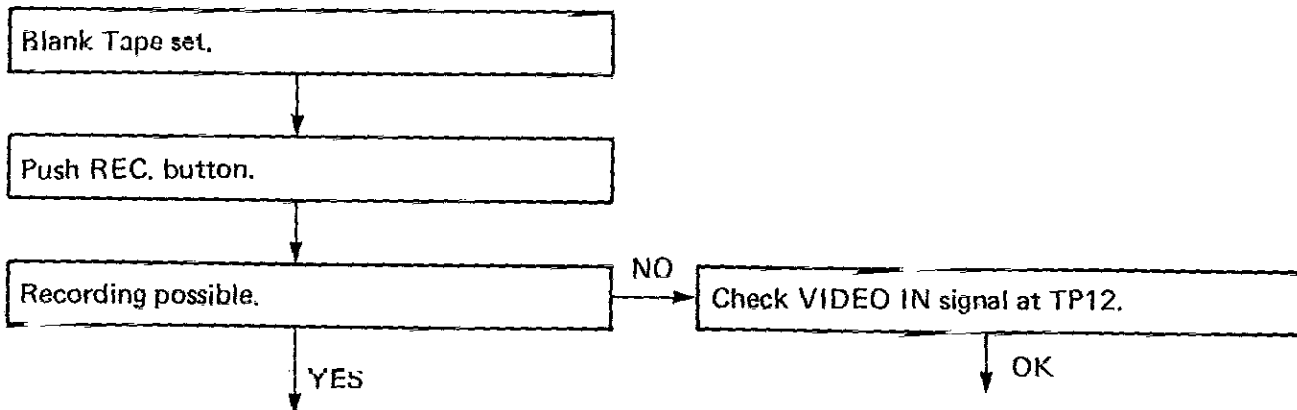 Blank Tape set.
Push REC. button.
Recording possible.
NO
Check VIDEO IN signal at TP12.
YES
OK